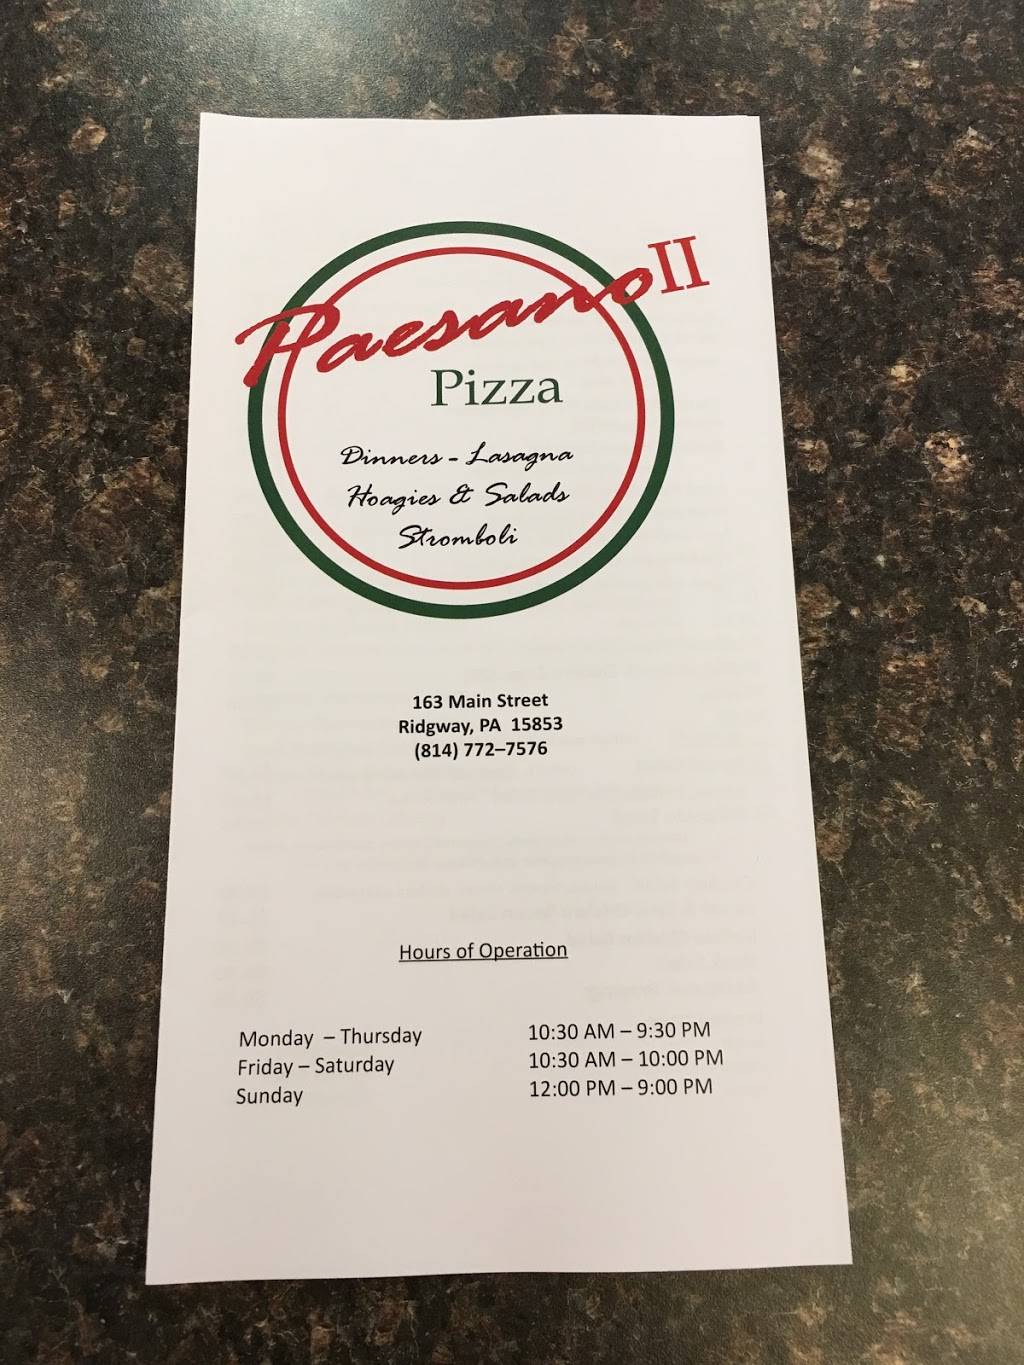 Paesano II
Pizza
Dinners - Lasagna
Hoagies & Salads
Stromboli
163 Main Street
Ridgway, PA 15853
(814) 772–7576
Hours of Operation
Monday – Thursday 10:30 AM – 9:30 PM
Friday – Saturday 10:30 AM – 10:00 PM
Sunday 12:00 PM – 9:00 PM